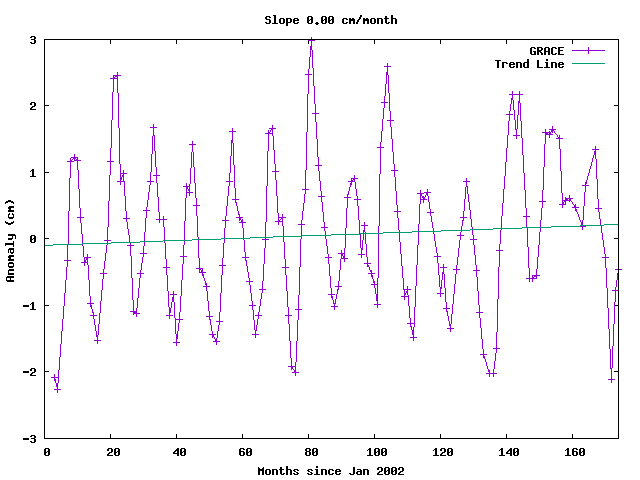 Slope 0.00 cm/month
GRACE
Trend Line
3
2
1
0
-1
-2
-3
Anomaly (cm)
0 20 40 60 80 100 120 140 160
Months since Jan 2002